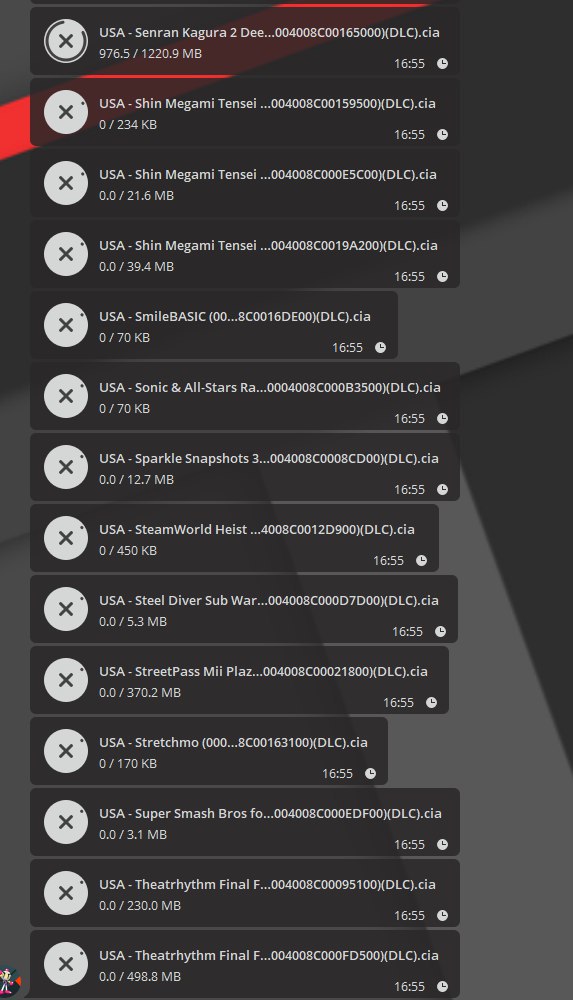 USA - Senran Kagura 2 Dee...004008C00165000)(DLC).cia
976.5 / 1220.9 MB
16:55
USA - Shin Megami Tensei ...004008C00159500)(DLC).cia
0 / 234 KB
16:55
USA - Shin Megami Tensei ...004008C000E5C00)(DLC).cia
0.0 / 21.6 MB
16:55
USA - Shin Megami Tensei ...004008C0019A200)(DLC).cia
0.0 / 39.4 MB
16:55
USA - SmileBASIC (00...8C0016DE00)(DLC).cia
0 / 70 KB
16:55
USA - Sonic & All-Stars Ra...0004008C000B3500)(DLC).cia
0 / 70 KB
16:55
USA - Sparkle Snapshots 3...004008C0008CD00)(DLC).cia
0.0 / 12.7 MB
16:55
USA - SteamWorld Heist ...4008C0012D900)(DLC).cia
0 / 450 KB
16:55
USA - Steel Diver Sub War...004008C000D7D00)(DLC).cia
0.0 / 5.3 MB
16:55
USA - StreetPass Mii Plaz...004008C00021800)(DLC).cia
0.0 / 370.2 MB
16:55
USA - Stretchmo (000...8C00163100)(DLC).cia
0 / 170 KB
16:55
USA - Super Smash Bros fo...004008C000EDF00)(DLC).cia
0.0 / 3.1 MB
16:55
USA - Theatrhythm Final F...004008C00095100)(DLC).cia
0.0 / 230.0 MB
16:55
USA - Theatrhythm Final F...004008C000FD500)(DLC).cia
0.0 / 498.8 MB
16:55